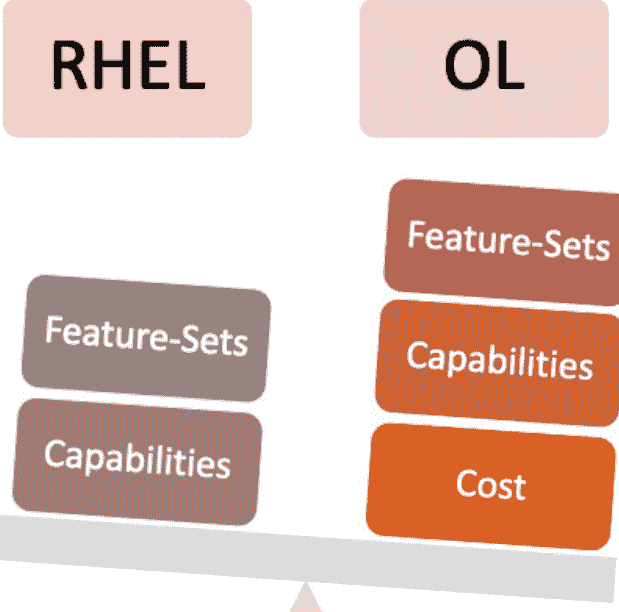 RHEL
OL
Feature-Sets
Capabilities
Feature-Sets
Capabilities
Cost